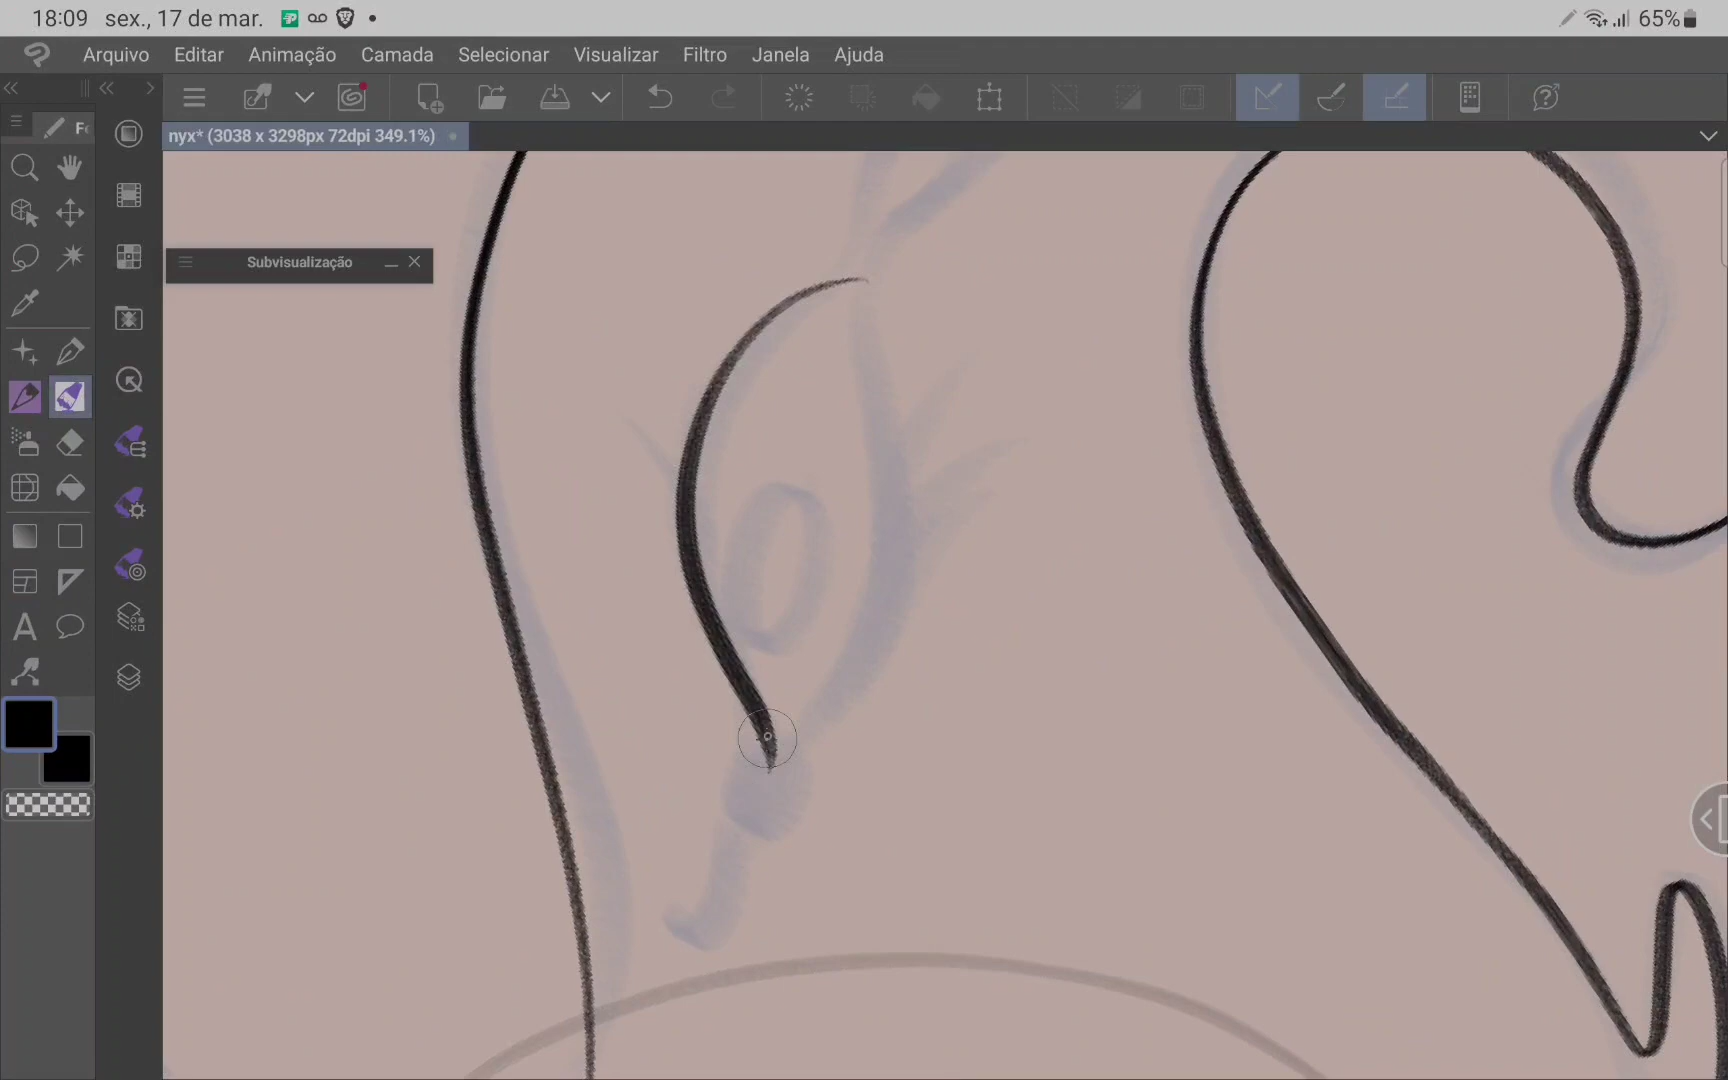 18:09 sex., 17 de mar. 65%
Arquivo Editar Animação Camada Selecionar Visualizar Filtro Janela Ajuda
nyx* (3038 x 3298px 72dpi 349.1%)
Subvisualização